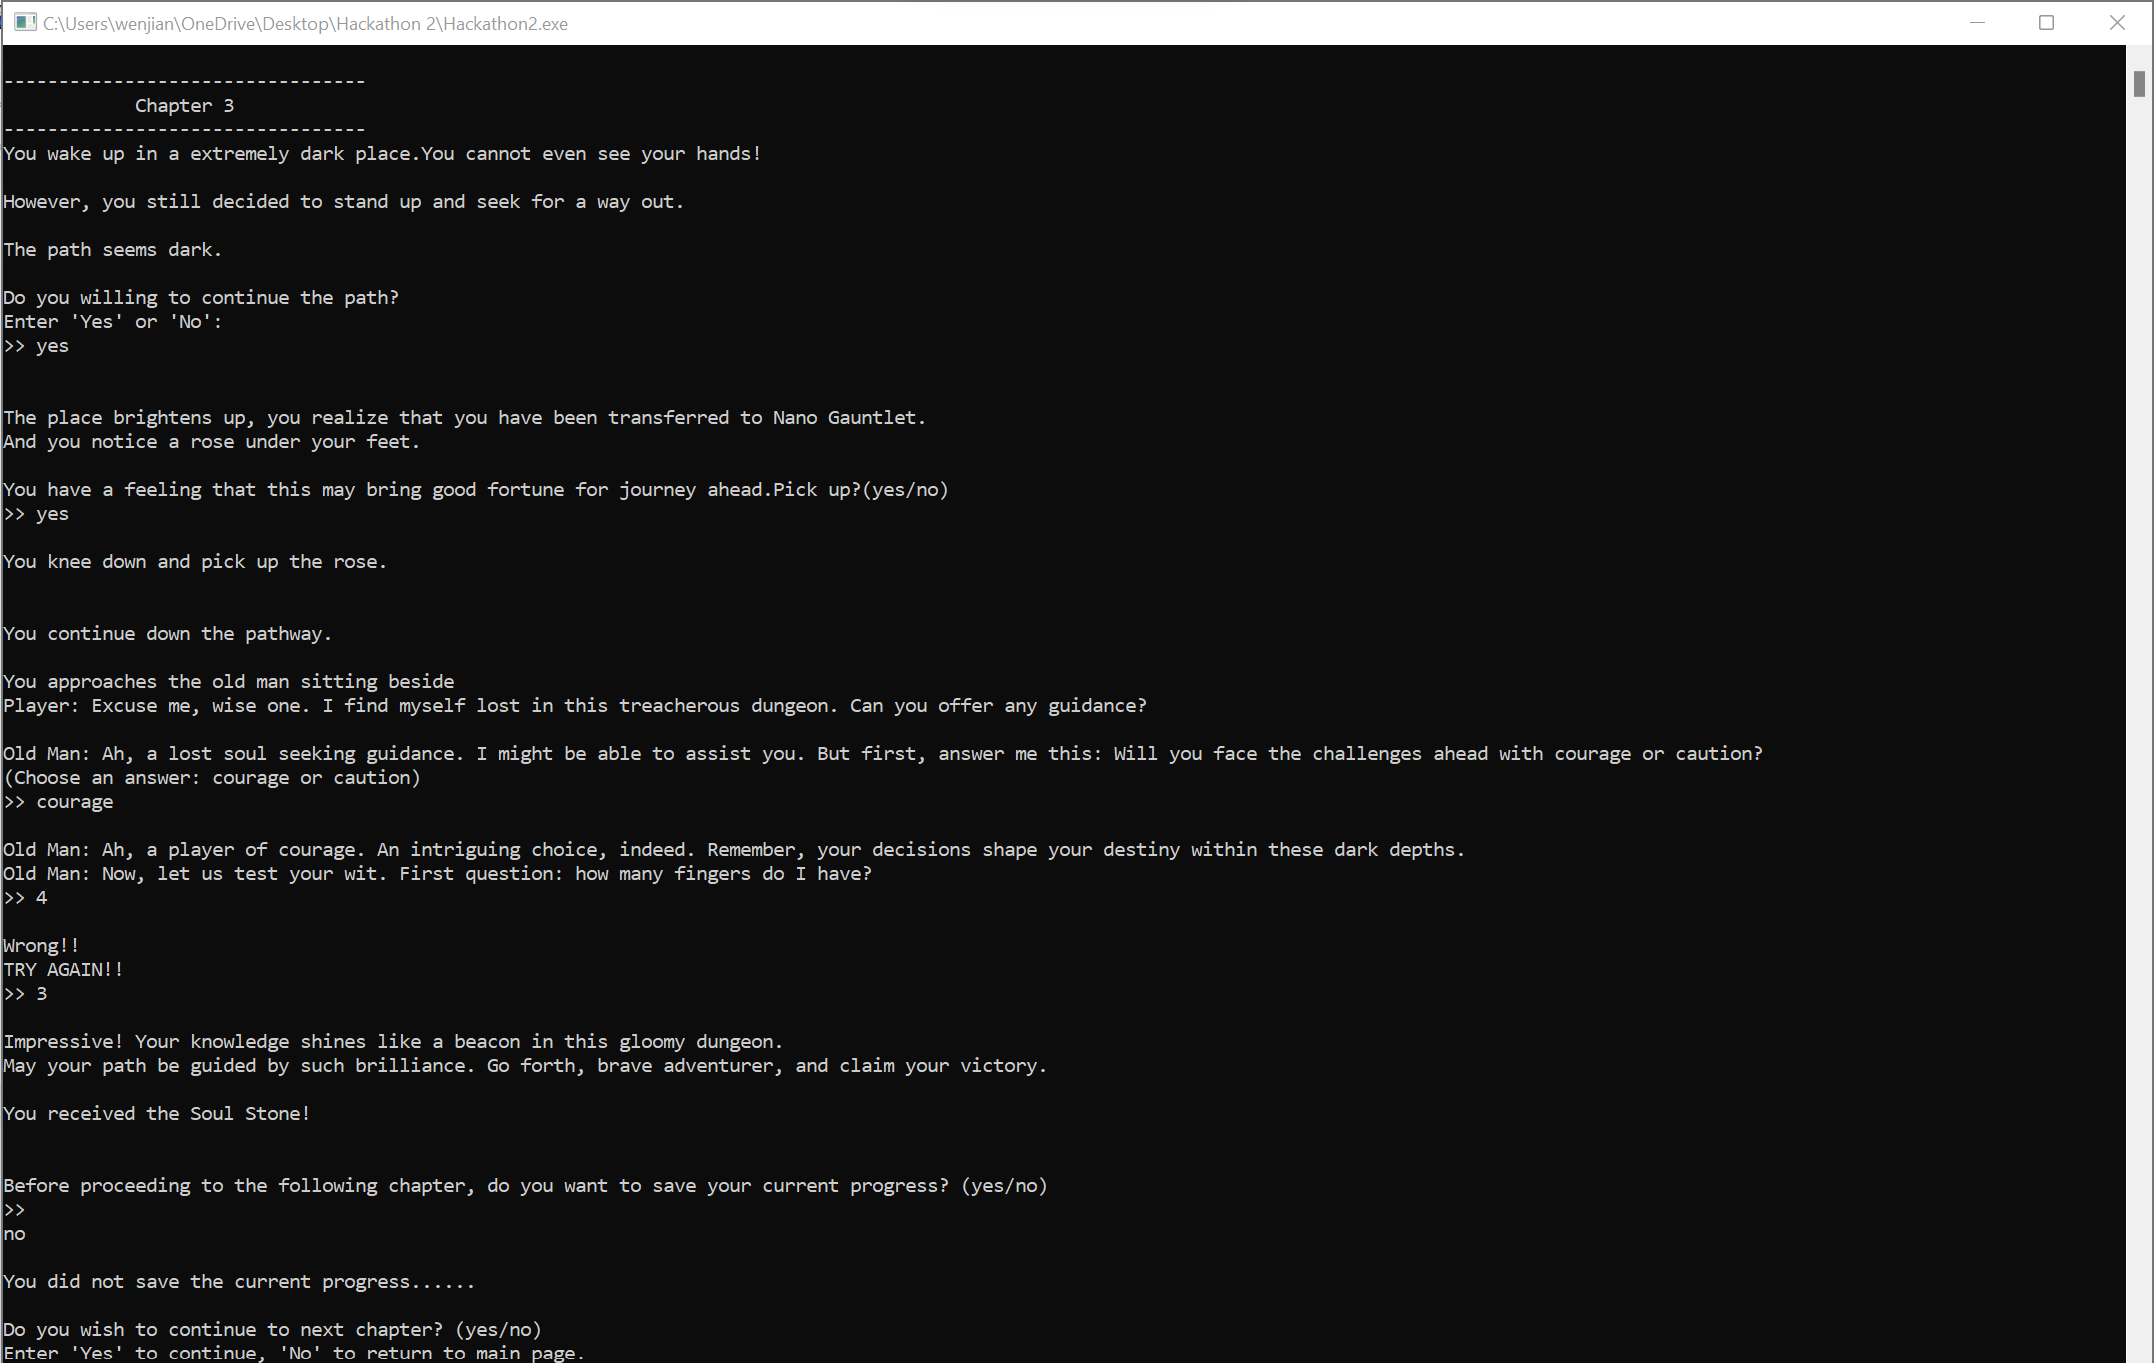 C:\Users\wenjian\OneDrive\Desktop\Hackathon 2\Hackathon2.exe
---------------------------------
Chapter 3
---------------------------------
You wake up in a extremely dark place.You cannot even see your hands!
However, you still decided to stand up and seek for a way out.
The path seems dark.
Do you willing to continue the path?
Enter 'Yes' or 'No':
>> yes
The place brightens up, you realize that you have been transferred to Nano Gauntlet.
And you notice a rose under your feet.
You have a feeling that this may bring good fortune for journey ahead.Pick up?(yes/no)
>> yes
You knee down and pick up the rose.
You continue down the pathway.
You approaches the old man sitting beside
Player: Excuse me, wise one. I find myself lost in this treacherous dungeon. Can you offer any guidance?
Old Man: Ah, a lost soul seeking guidance. I might be able to assist you. But first, answer me this: Will you face the challenges ahead with courage or caution?
(Choose an answer: courage or caution)
>> courage
Old Man: Ah, a player of courage. An intriguing choice, indeed. Remember, your decisions shape your destiny within these dark depths.
Old Man: Now, let us test your wit. First question: how many fingers do I have?
>> 4
Wrong!!
TRY AGAIN!!
>> 3
Impressive! Your knowledge shines like a beacon in this gloomy dungeon.
May your path be guided by such brilliance. Go forth, brave adventurer, and claim your victory.
You received the Soul Stone!
Before proceeding to the following chapter, do you want to save your current progress? (yes/no)
>>
no
You did not save the current progress......
Do you wish to continue to next chapter? (yes/no)
Enter 'Yes' to continue, 'No' to return to main page.